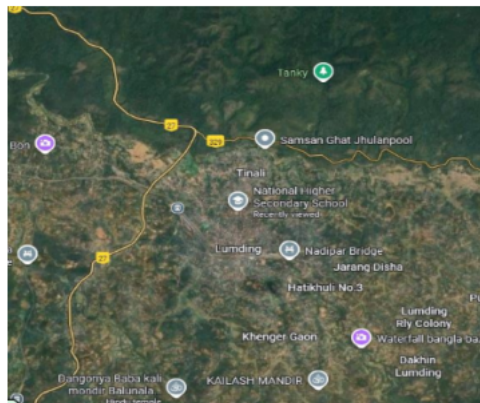 Tanky
27
329
Samsan Ghat Jhulanpool
Bon
Tinali
National Higher
Secondary School
Recently viewed
Lumding
Nadipar Bridge
27
Jarang Disha
Hatikhuli No.3
Lumding
Rly Colony
Khenger Gaon
Waterfall bangla ba
Dakhin
Lumding
Dangoriya Baba kali
mondir Balunala
KAILASH MANDIR